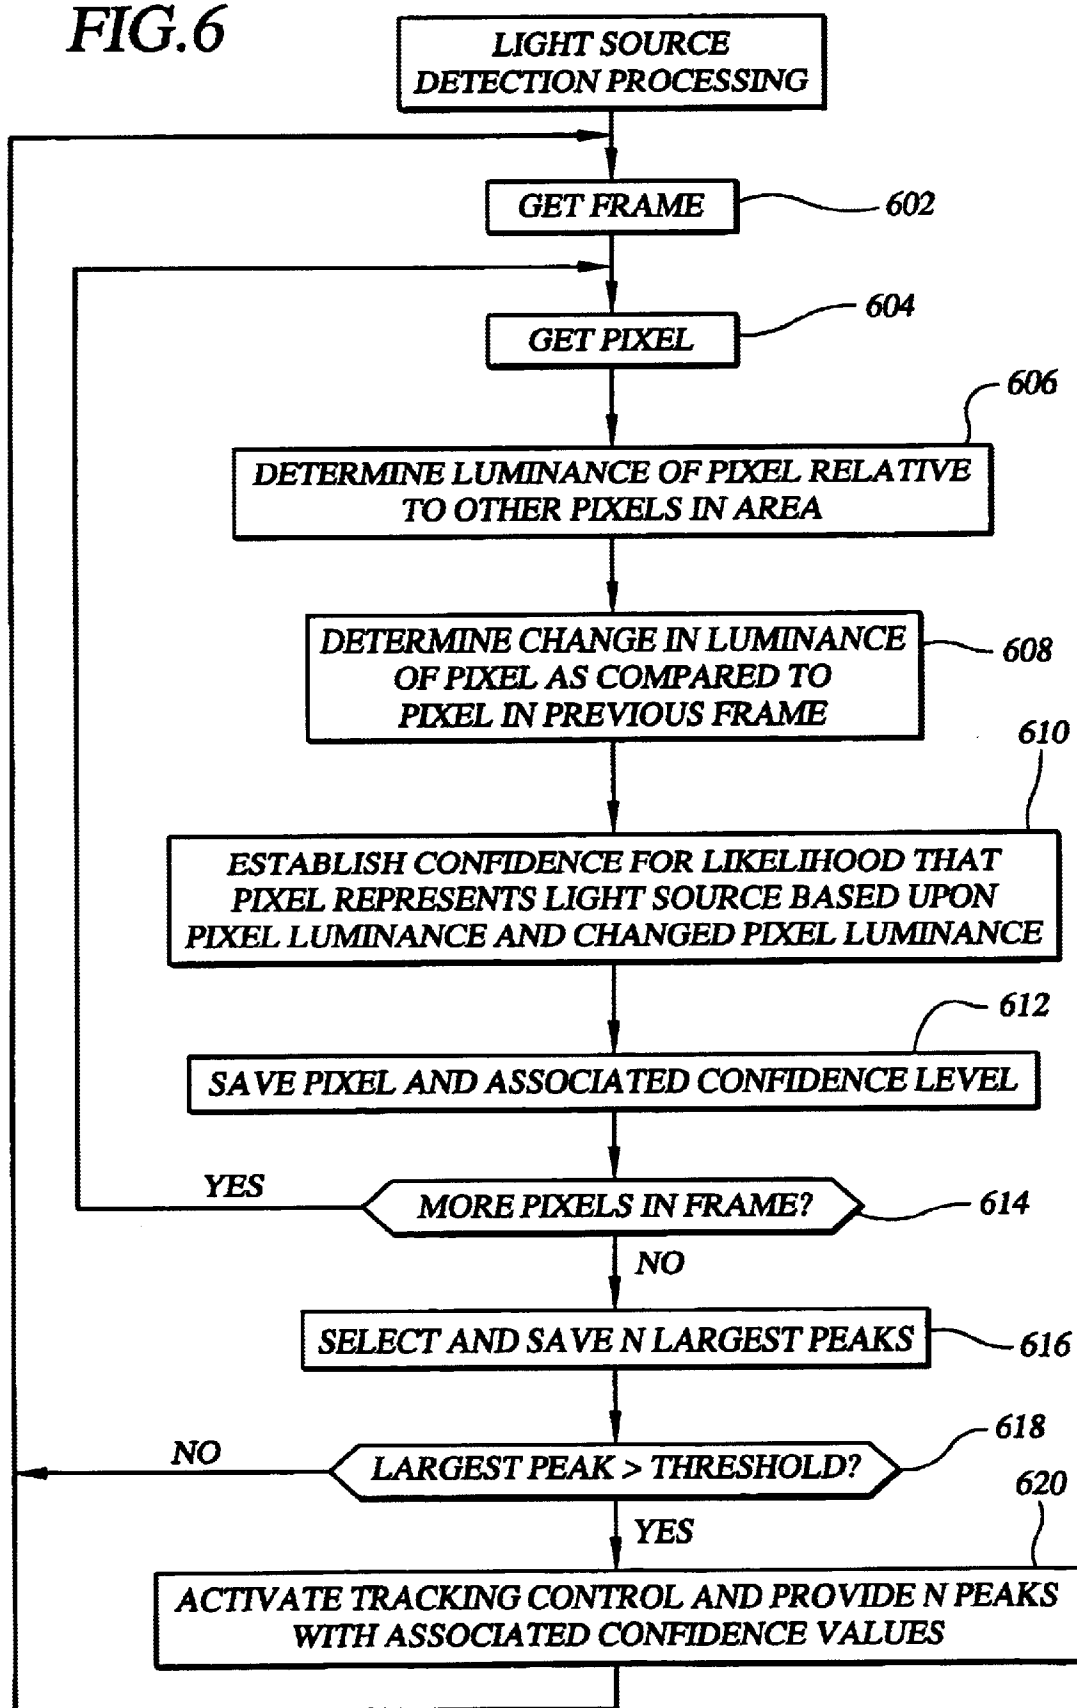 FIG.6
LIGHT SOURCE
DETECTION PROCESSING
GET FRAME
602
GET PIXEL
604
606
DETERMINE LUMINANCE OF PIXEL RELATIVE
TO OTHER PIXELS IN AREA
DETERMINE CHANGE IN LUMINANCE
OF PIXEL AS COMPARED TO
PIXEL IN PREVIOUS FRAME
608
610
ESTABLISH CONFIDENCE FOR LIKELIHOOD THAT
PIXEL REPRESENTS LIGHT SOURCE BASED UPON
PIXEL LUMINANCE AND CHANGED PIXEL LUMINANCE
612
SAVE PIXEL AND ASSOCIATED CONFIDENCE LEVEL
YES
MORE PIXELS IN FRAME?
614
NO
SELECT AND SAVE N LARGEST PEAKS
616
NO
LARGEST PEAK > THRESHOLD?
618
YES
620
ACTIVATE TRACKING CONTROL AND PROVIDE N PEAKS
WITH ASSOCIATED CONFIDENCE VALUES